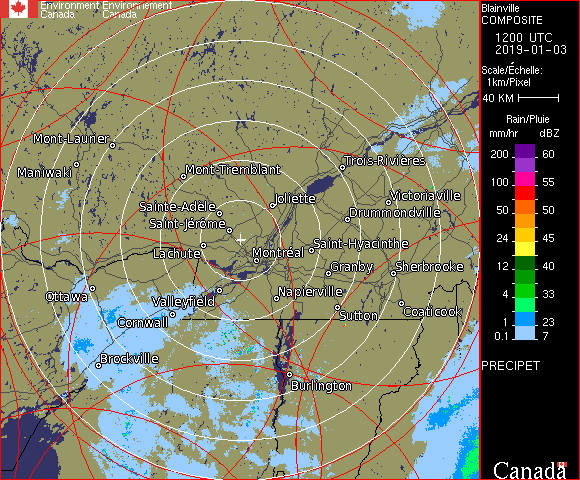 Environment Environnement
Canada Canada
Blainville
COMPOSITE
1200 UTC
2019-01-03
Scale/Échelle:
1km/Pixel
40 KM
Rain/Pluie
mm/hr dBZ
200 60
100 55
50 50
24 45
12 40
4 33
1 23
0.1 7
PRECIPET
Canada
Mont-Laurier
Maniwaki
Mont-Tremblant
Trois-Rivières
Sainte-Adèle
Joliette
Victoriaville
Drummondville
Saint-Jérome
Lachute
Montréal
Saint-Hyacinthe
Granby
Sherbrooke
Ottawa
Valleyfield
Napierville
Cornwall
Sutton
Coaticook
Brockville
Burlington